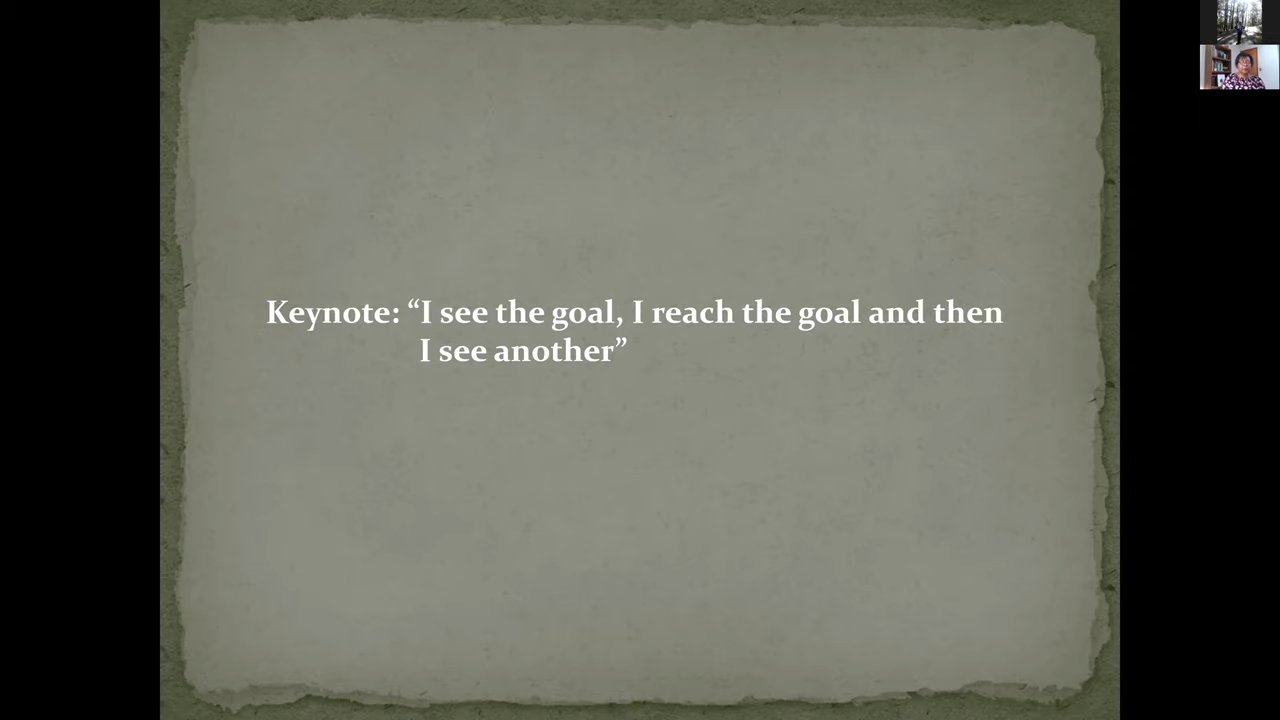 Keynote: “I see the goal, I reach the goal and then
I see another”